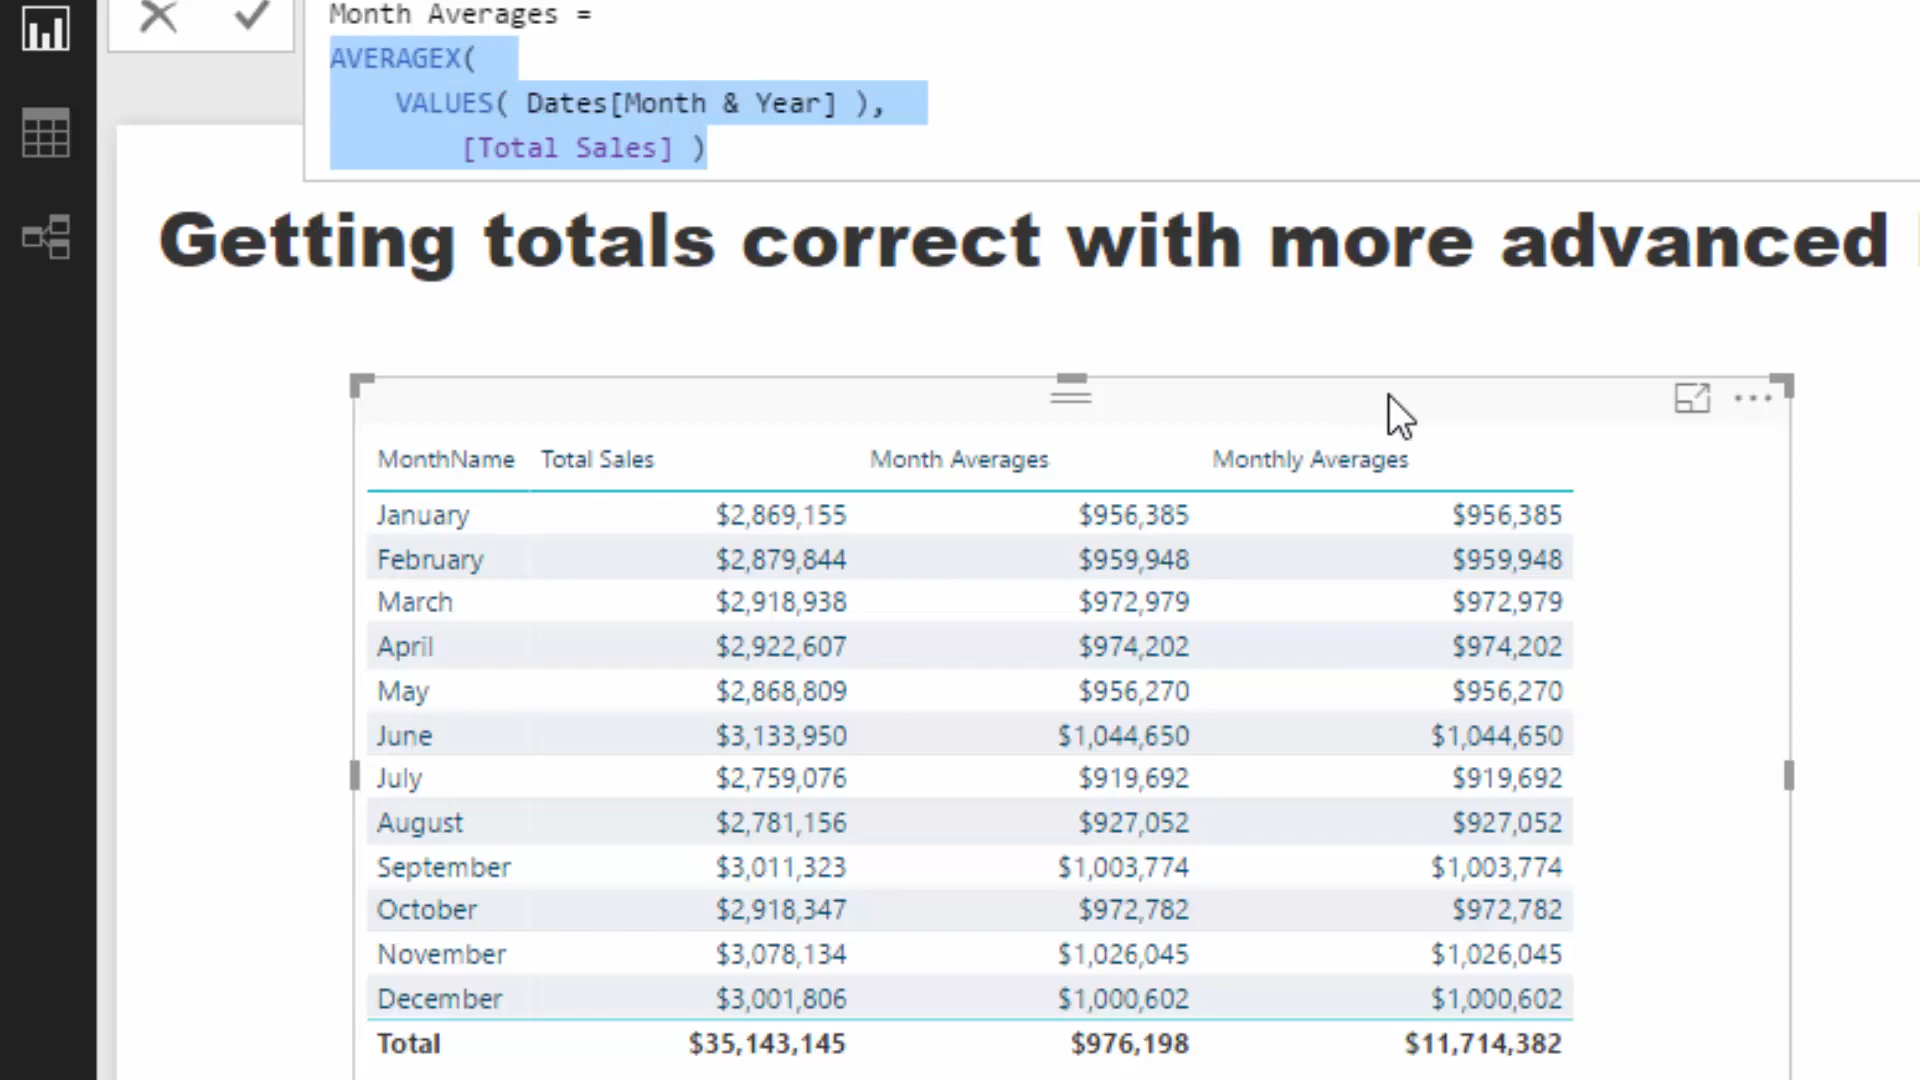 Month Averages =
AVERAGEX(
VALUES( Dates[Month & Year] ),
[Total Sales] )
Getting totals correct with more advanced
MonthName Total Sales Month Averages Monthly Averages
January $2,869,155 $956,385 $956,385
February $2,879,844 $959,948 $959,948
March $2,918,938 $972,979 $972,979
April $2,922,607 $974,202 $974,202
May $2,868,809 $956,270 $956,270
June $3,133,950 $1,044,650 $1,044,650
July $2,759,076 $919,692 $919,692
August $2,781,156 $927,052 $927,052
September $3,011,323 $1,003,774 $1,003,774
October $2,918,347 $972,782 $972,782
November $3,078,134 $1,026,045 $1,026,045
December $3,001,806 $1,000,602 $1,000,602
Total $35,143,145 $976,198 $11,714,382